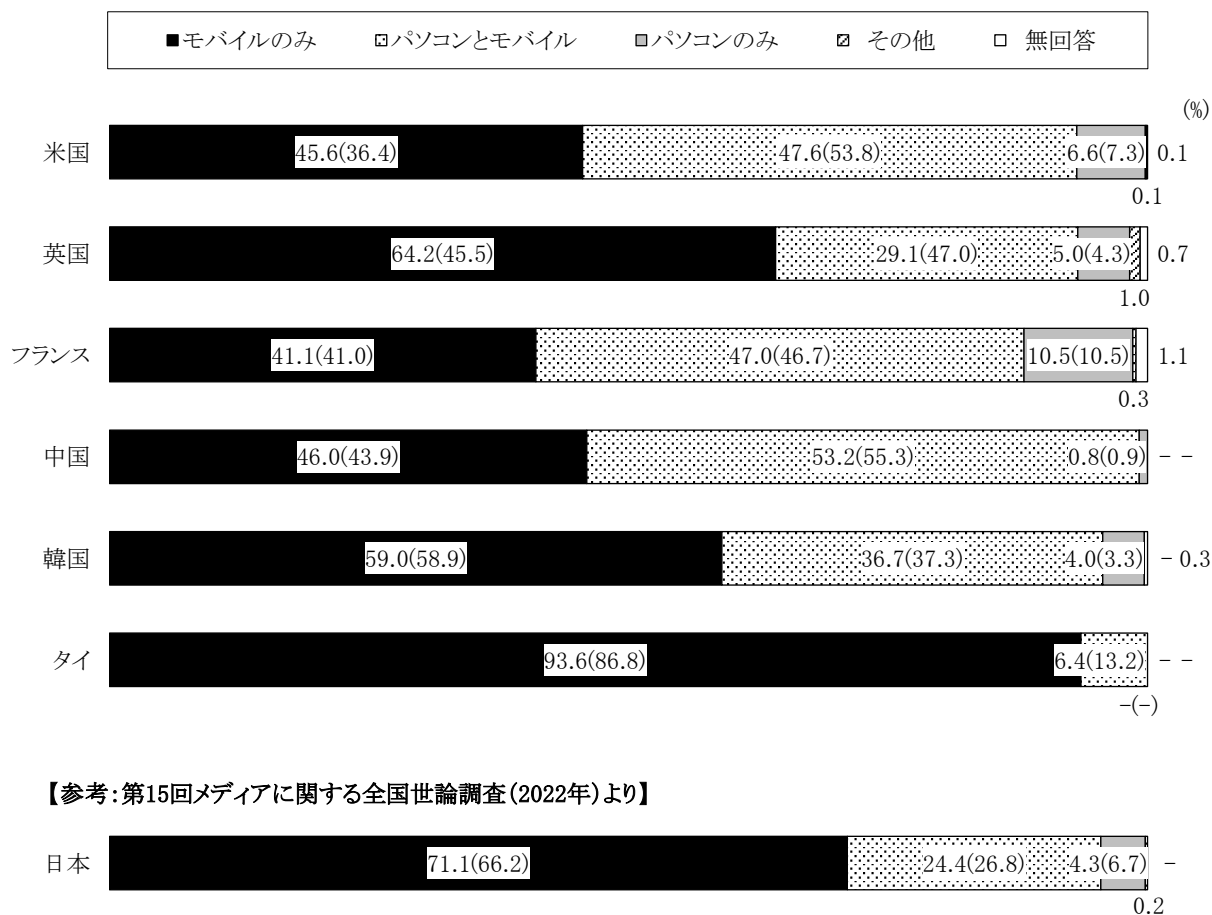 ■モバイルのみ □パソコンとモバイル ■パソコンのみ □ その他 □ 無回答
(%)
米国 45.6(36.4) 47.6(53.8) 6.6(7.3) 0.1
0.1
英国 64.2(45.5) 29.1(47.0) 5.0(4.3) 0.7
1.0
フランス 41.1(41.0) 47.0(46.7) 10.5(10.5) 1.1
0.3
中国 46.0(43.9) 53.2(55.3) 0.8(0.9) - -
韓国 59.0(58.9) 36.7(37.3) 4.0(3.3) - 0.3
タイ 93.6(86.8) 6.4(13.2) - -
-(-)
【参考:第15回メディアに関する全国世論調査(2022年)より】
日本 71.1(66.2) 24.4(26.8) 4.3(6.7) -
0.2